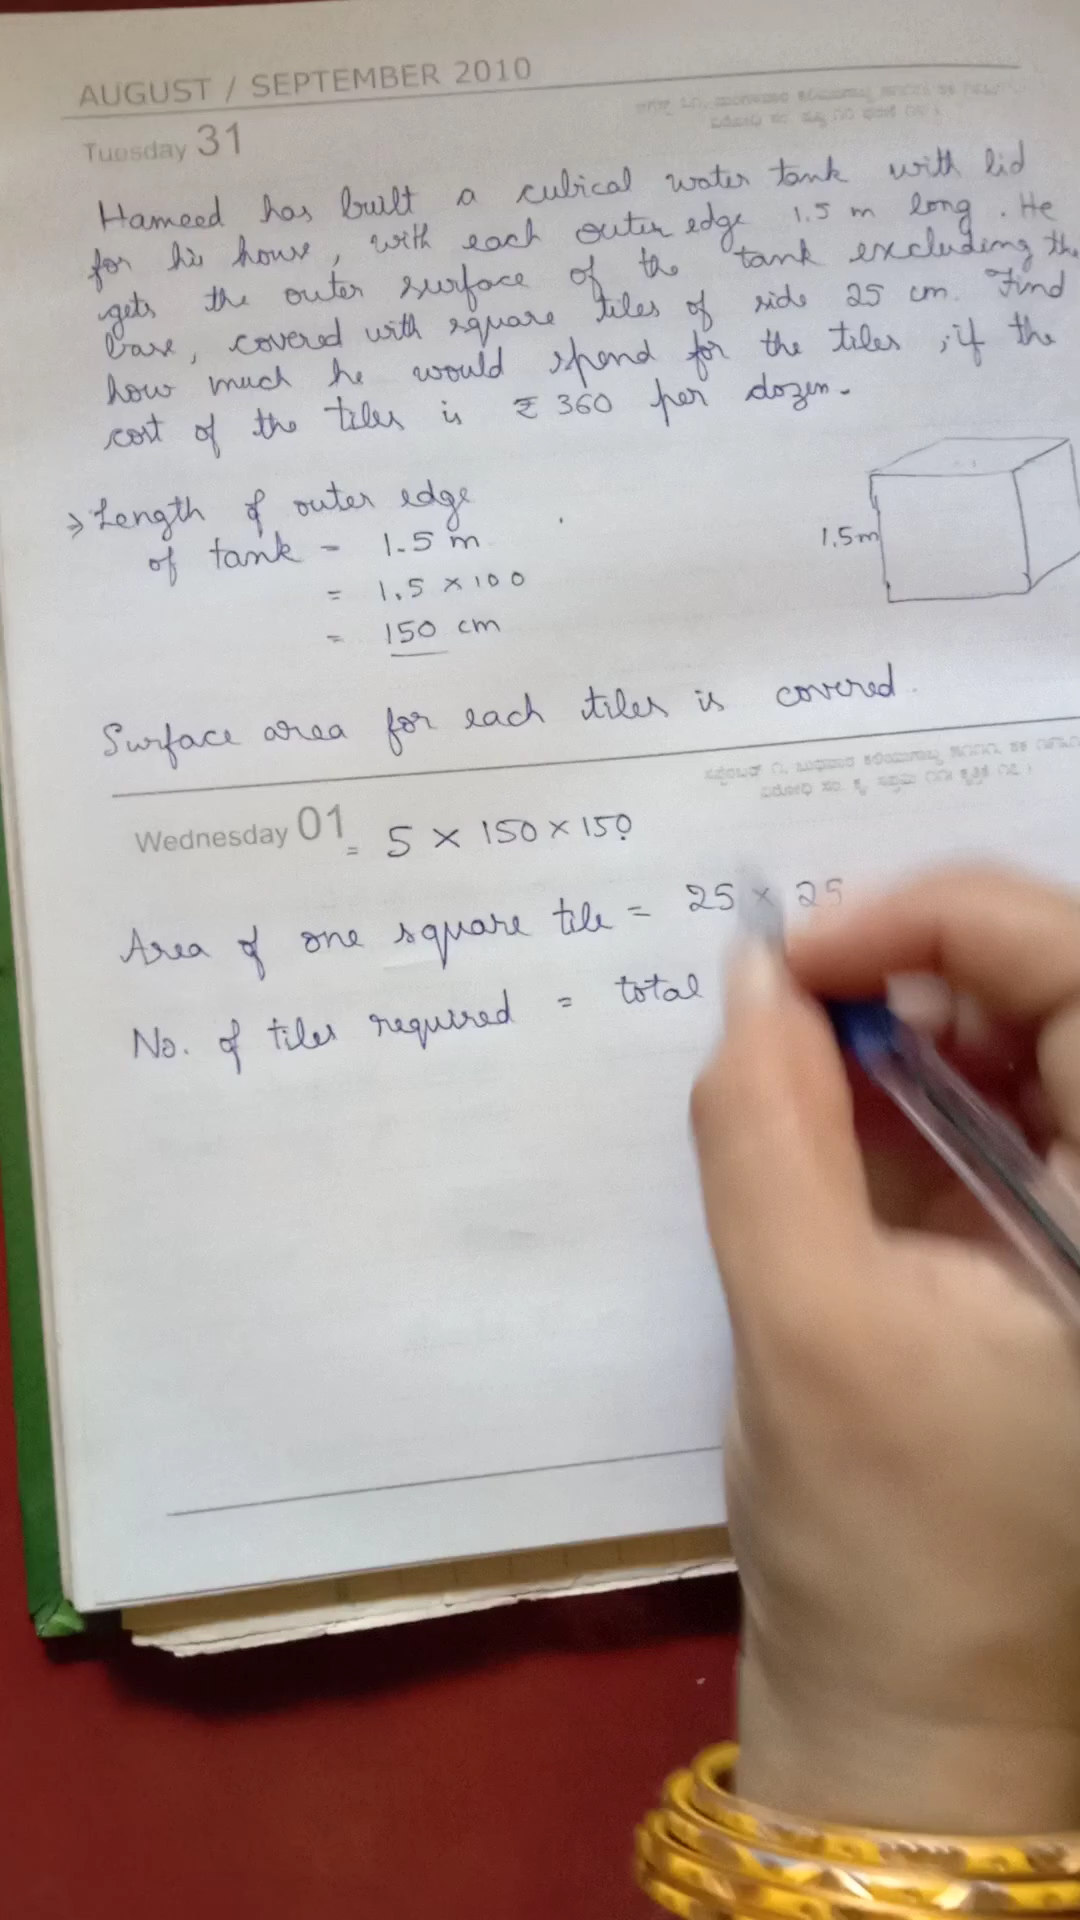 AUGUST / SEPTEMBER 2010
Tuesday 31
Hameed has built a cubical water tank with lid
for his house, with each outer edge 1.5 m long. He
gets the outer surface of the tank excluding the
base, covered with square tiles of side 25 cm. Find
how much he would spend for the tiles, if the
cost of the tiles is ₹ 360 per dozen.
> Length of outer edge
of tank = 1.5 m
= 1.5 × 100
= 150 cm
1.5m
Surface area for each tiles is covered.
Wednesday 01
= 5 × 150 × 150
Area of one square tile = 25 × 25
No. of tiles required = total